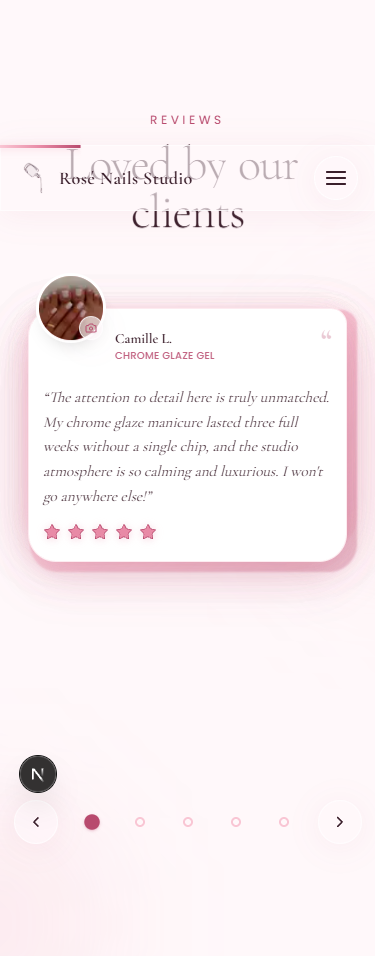 REVIEWS
Loved by our
Rosé Nails Studio
clients
Camille L.
“
CHROME GLAZE GEL
“The attention to detail here is truly unmatched.
My chrome glaze manicure lasted three full
weeks without a single chip, and the studio
atmosphere is so calming and luxurious. I won't
go anywhere else!”
N